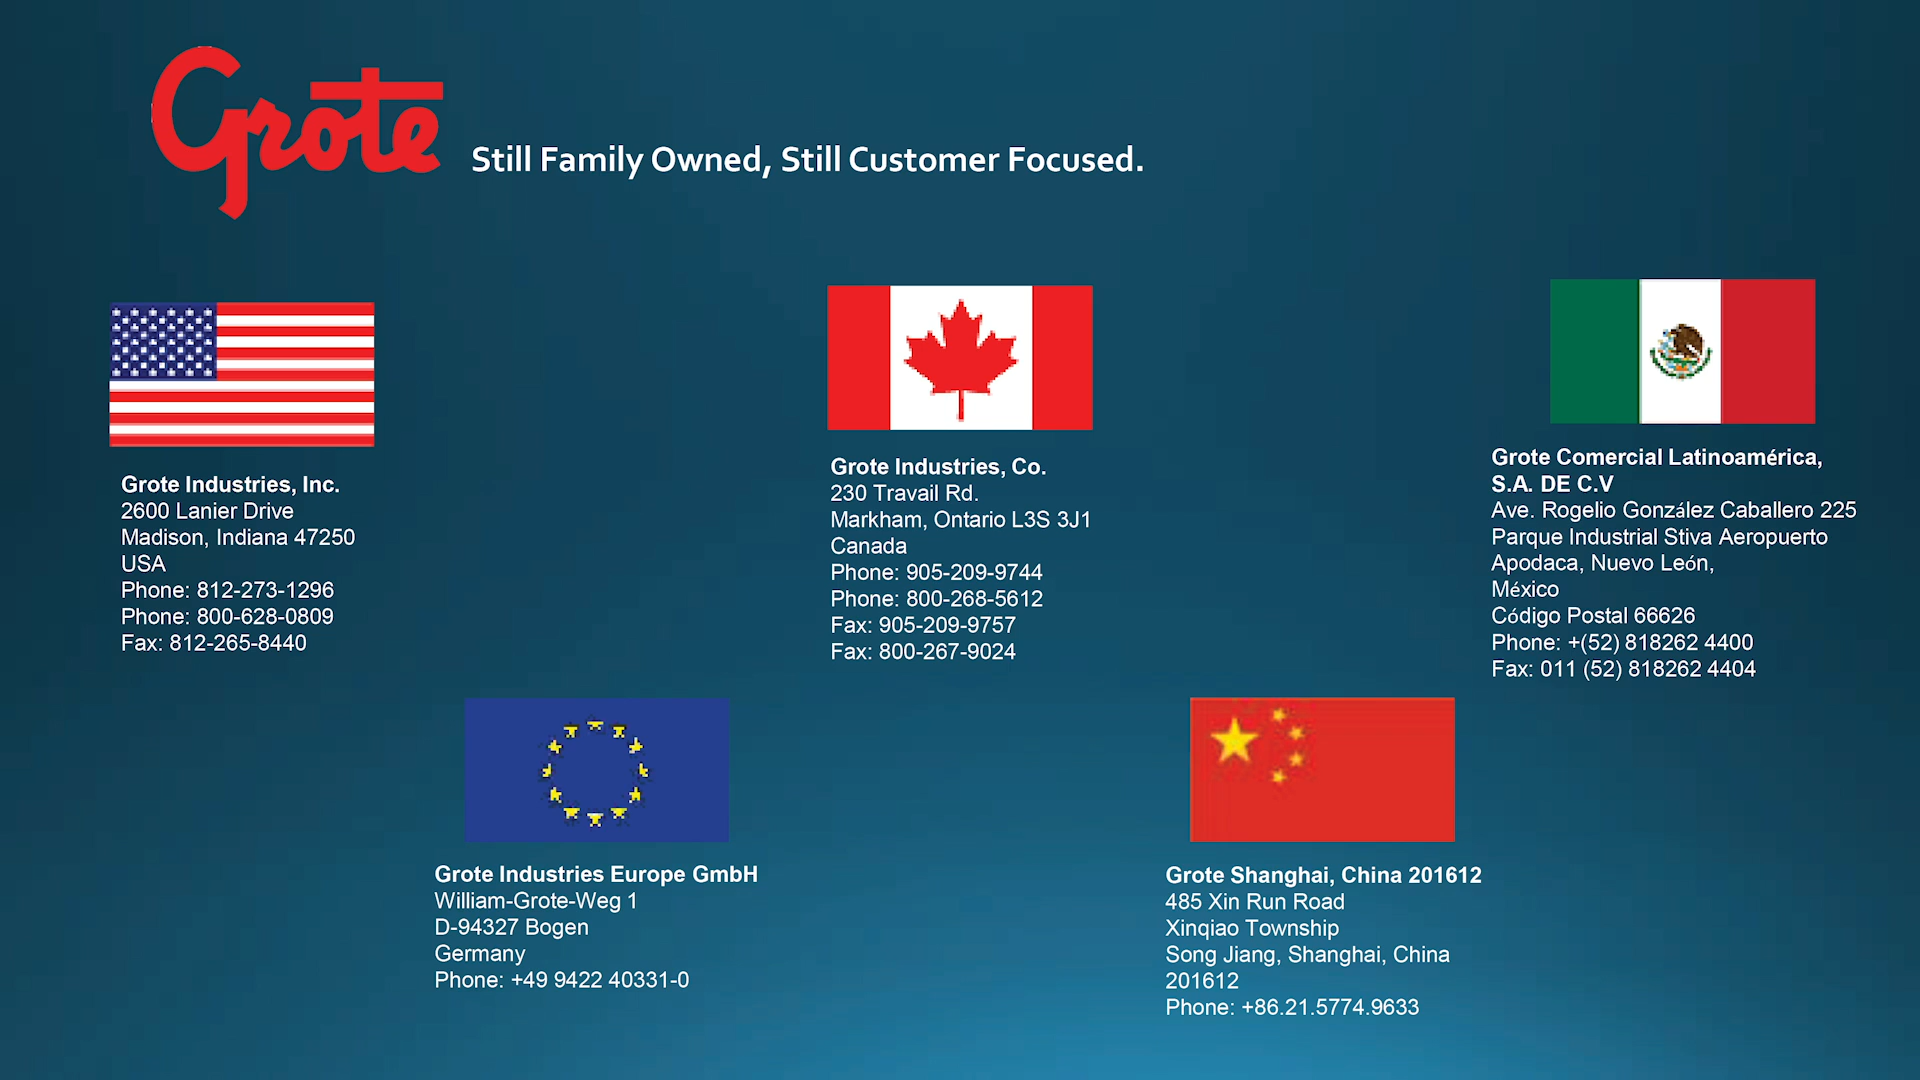 Grote
Still Family Owned, Still Customer Focused.
Grote Industries, Inc.
2600 Lanier Drive
Madison, Indiana 47250
USA
Phone: 812-273-1296
Phone: 800-628-0809
Fax: 812-265-8440
Grote Industries, Co.
230 Travail Rd.
Markham, Ontario L3S 3J1
Canada
Phone: 905-209-9744
Phone: 800-268-5612
Fax: 905-209-9757
Fax: 800-267-9024
Grote Comercial Latinoamérica,
S.A. DE C.V
Ave. Rogelio González Caballero 225
Parque Industrial Stiva Aeropuerto
Apodaca, Nuevo León,
México
Código Postal 66626
Phone: +(52) 818262 4400
Fax: 011 (52) 818262 4404
Grote Industries Europe GmbH
William-Grote-Weg 1
D-94327 Bogen
Germany
Phone: +49 9422 40331-0
Grote Shanghai, China 201612
485 Xin Run Road
Xinqiao Township
Song Jiang, Shanghai, China
201612
Phone: +86.21.5774.9633